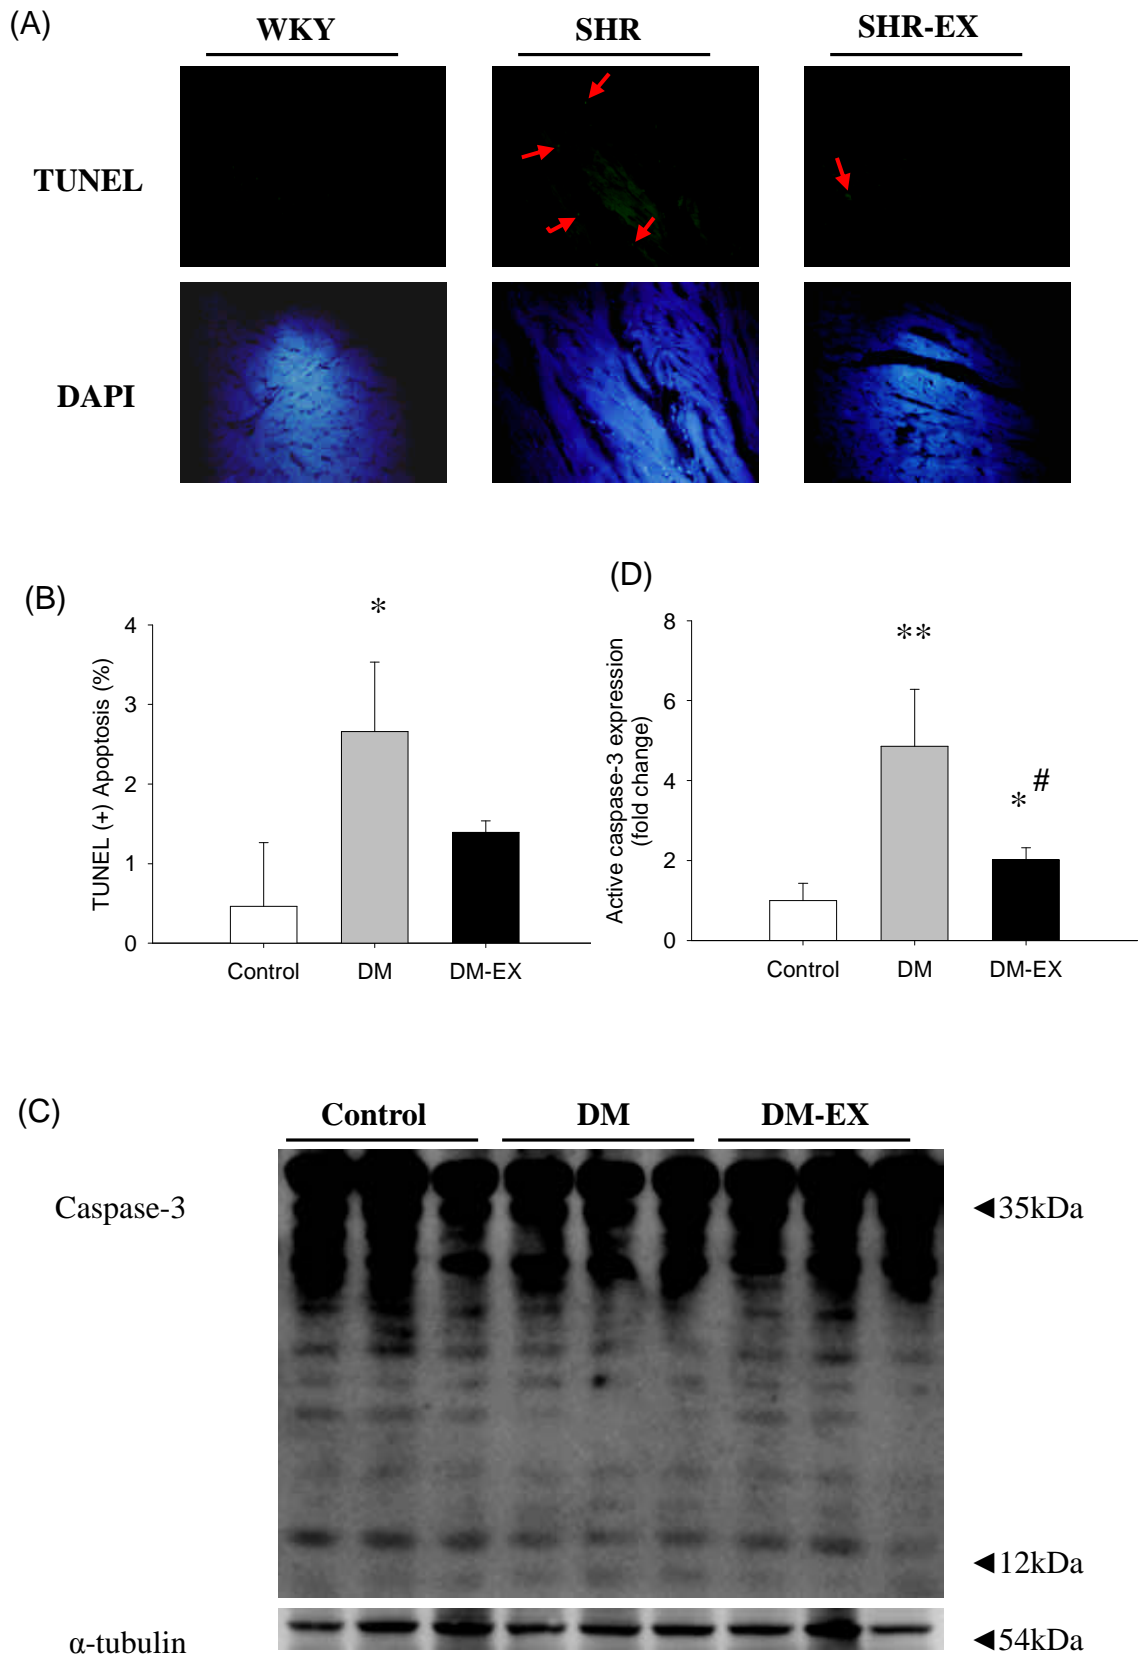 (A)
WKY SHR SHR-EX
TUNEL
DAPI
(B)
*
4
3
2
1
0
TUNEL (+) Apoptosis (%)
Control DM DM-EX
(D)
**
* #
8
6
4
2
0
Active caspase-3 expression
(fold change)
Control DM DM-EX
(C)
Control DM DM-EX
Caspase-3 ◄35kDa
◄12kDa
α-tubulin ◄54kDa